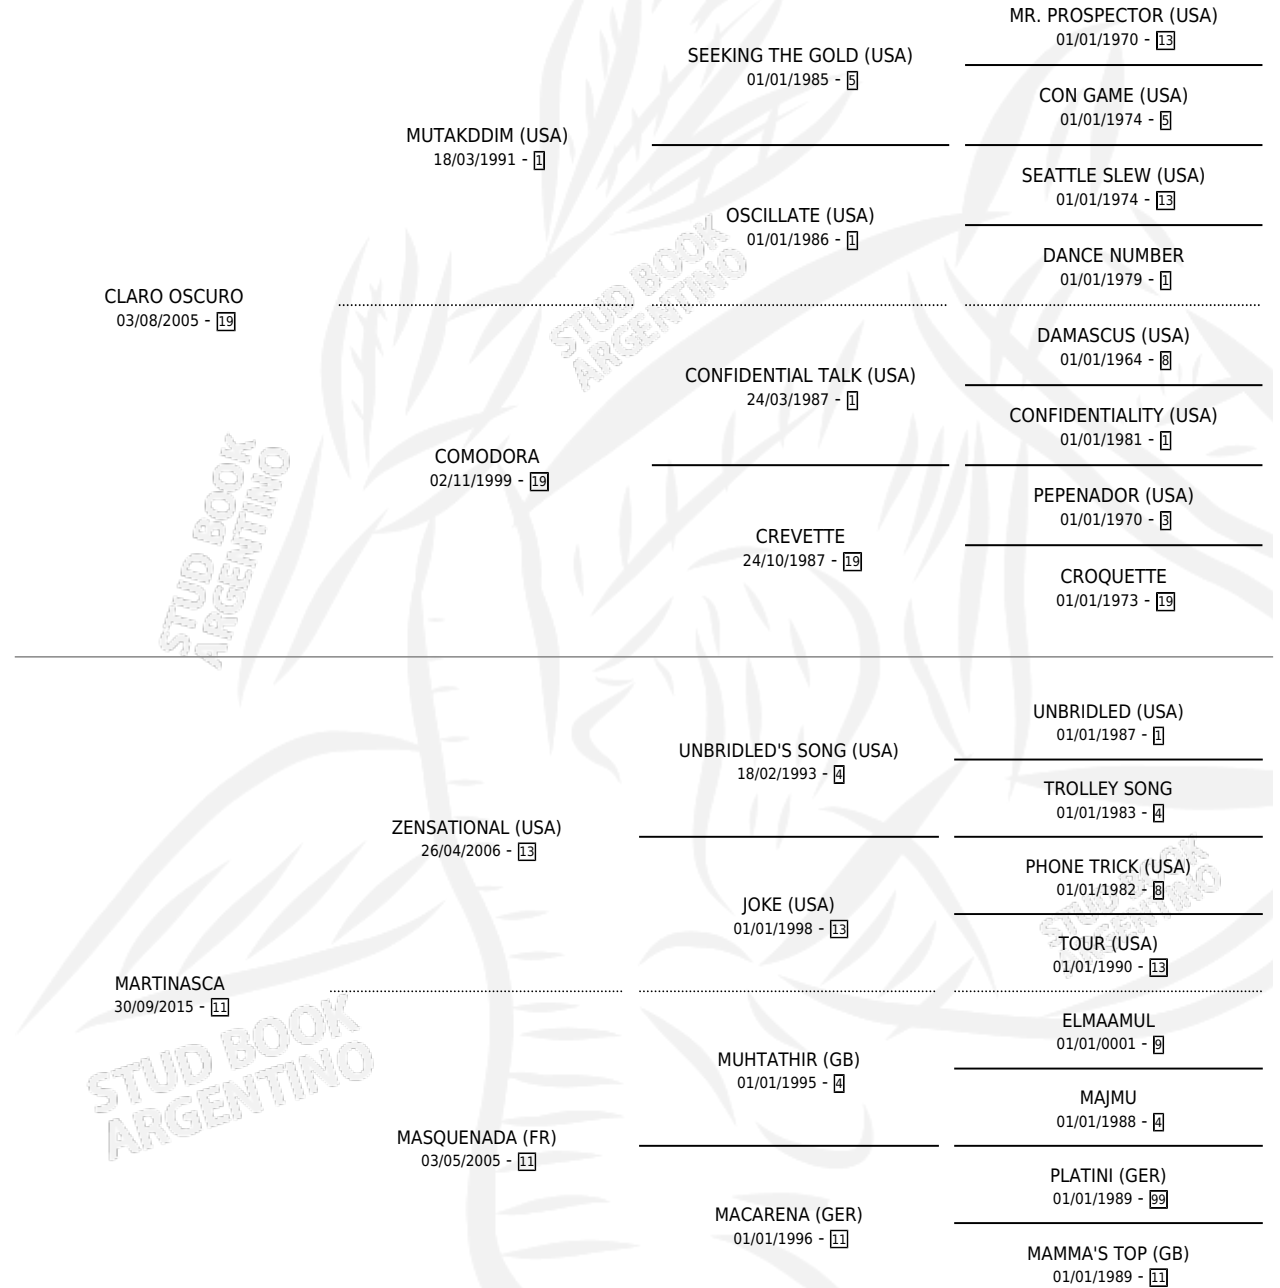 MR. PROSPECTOR (USA)
01/01/1970 - 13
SEEKING THE GOLD (USA)
01/01/1985 - 5
CON GAME (USA)
01/01/1974 - 5
MUTAKDDIM (USA)
18/03/1991 - 1
SEATTLE SLEW (USA)
01/01/1974 - 13
OSCILLATE (USA)
01/01/1986 - 1
DANCE NUMBER
01/01/1979 - 1
CLARO OSCURO
03/08/2005 - 19
DAMASCUS (USA)
01/01/1964 - 8
CONFIDENTIAL TALK (USA)
24/03/1987 - 1
CONFIDENTIALITY (USA)
01/01/1981 - 1
COMODORA
02/11/1999 - 19
PEPENADOR (USA)
01/01/1970 - 3
CREVETTE
24/10/1987 - 19
CROQUETTE
01/01/1973 - 19
STUD BOOK
ARGENTINO
STUD BOOK
ARGENTINO
UNBRIDLED (USA)
01/01/1987 - 1
UNBRIDLED'S SONG (USA)
18/02/1993 - 4
TROLLEY SONG
01/01/1983 - 4
ZENSATIONAL (USA)
26/04/2006 - 13
PHONE TRICK (USA)
01/01/1982 - 8
JOKE (USA)
01/01/1998 - 13
TOUR (USA)
01/01/1990 - 13
MARTINASCA
30/09/2015 - 11
ELMAAMUL
01/01/0001 - 9
MUHTATHIR (GB)
01/01/1995 - 4
MAJMU
01/01/1988 - 4
MASQUENADA (FR)
03/05/2005 - 11
PLATINI (GER)
01/01/1989 - 99
MACARENA (GER)
01/01/1996 - 11
MAMMA'S TOP (GB)
01/01/1989 - 11
STUD BOOK
ARGENTINO
STUD BOOK
ARGENTINO